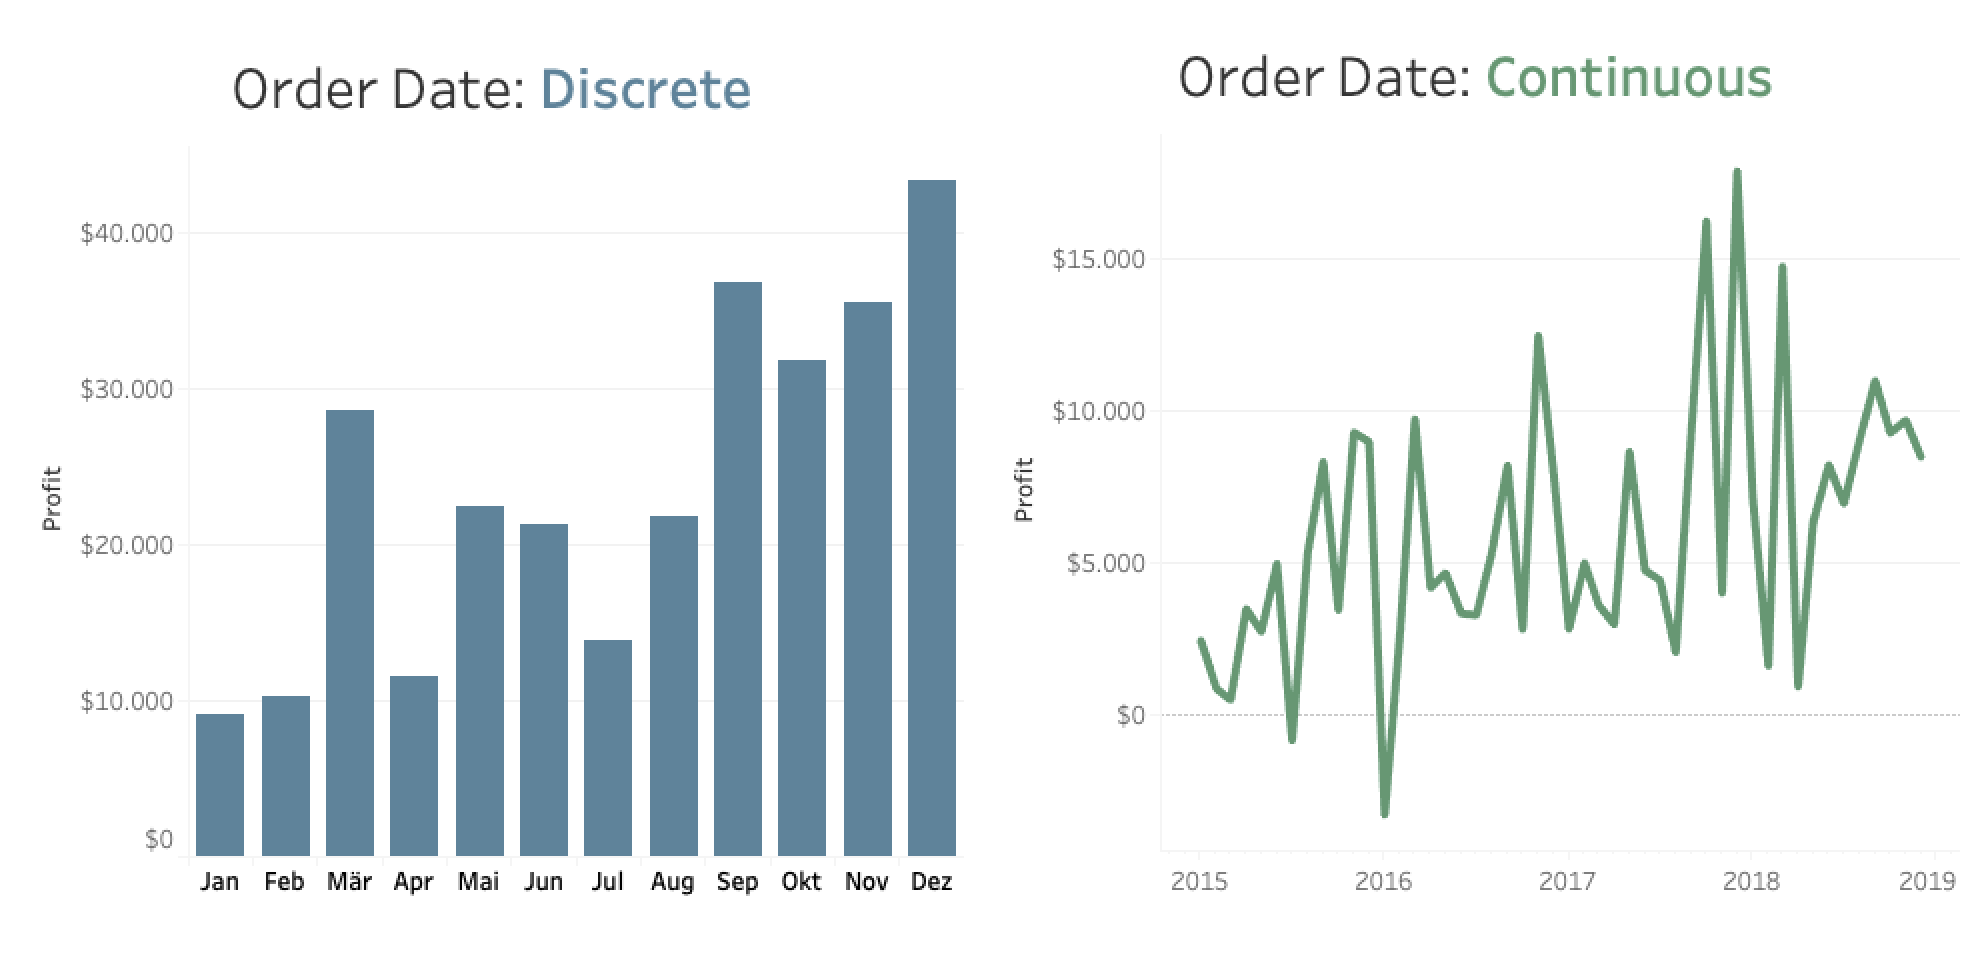 Order Date: Discrete
$40.000
$30.000
$20.000
$10.000
$0
Profit
Jan Feb Mär Apr Mai Jun Jul Aug Sep Okt Nov Dez
Order Date: Continuous
$15.000
$10.000
$5.000
$0
Profit
2015 2016 2017 2018 2019